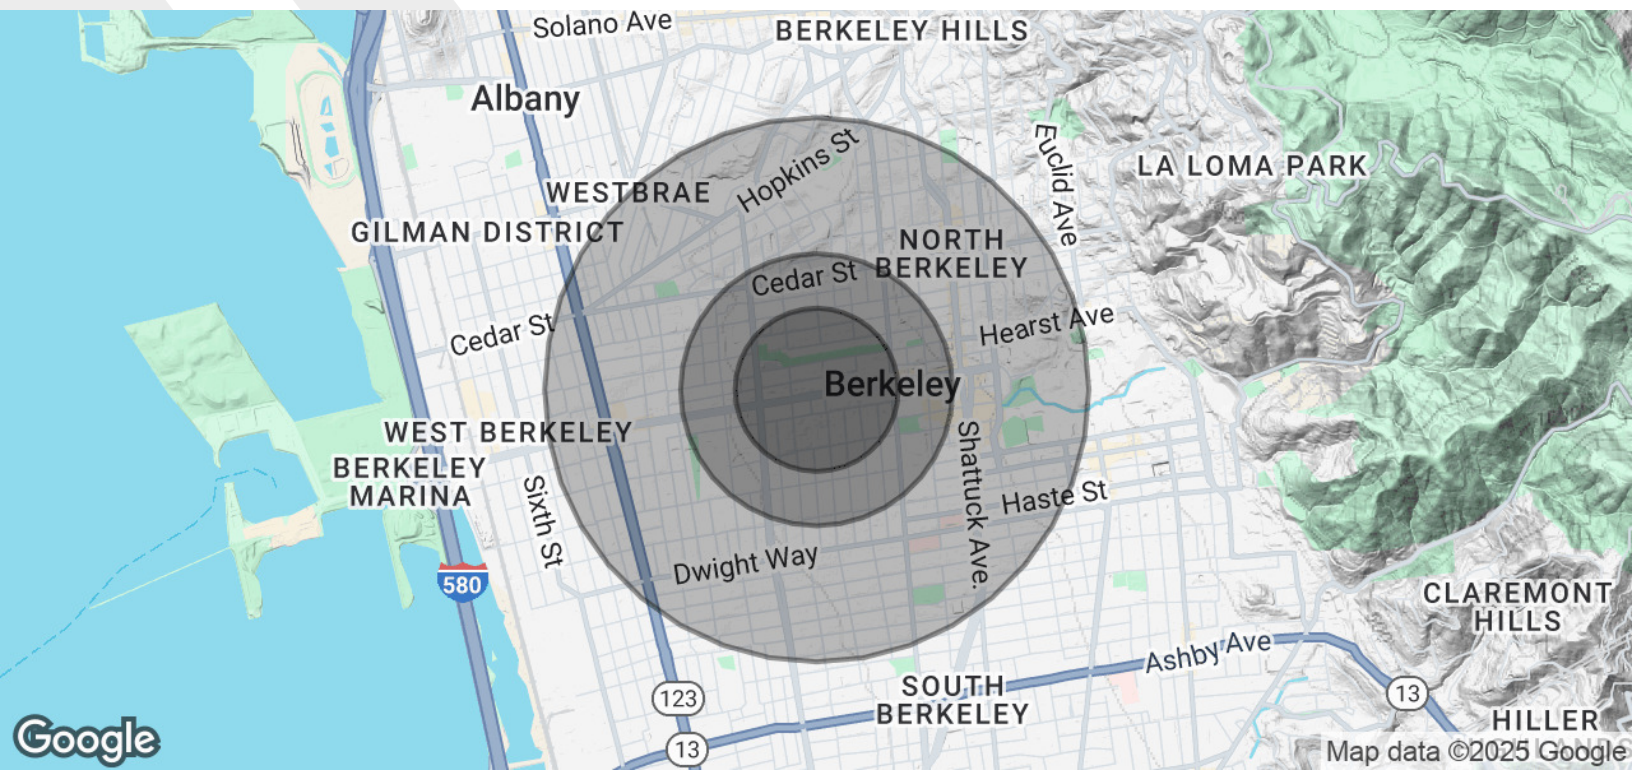 Solano Ave
BERKELEY HILLS
Albany
Hopkins St
Euclid Ave
LA LOMA PARK
WESTBRAE
GILMAN DISTRICT
NORTH
BERKELEY
Cedar St
Cedar St
Hearst Ave
Berkeley
WEST BERKELEY
BERKELEY
MARINA
Sixth St
Shattuck Ave.
Haste St
Dwight Way
580
CLAREMONT
HILLS
Ashby Ave
SOUTH
BERKELEY
123
13
13
HILLER
Google
Map data ©2025 Google